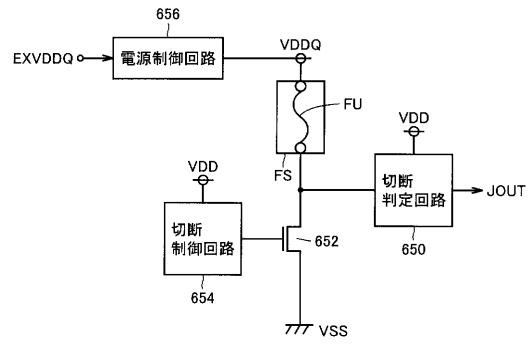 656
EXVDDQ
電源制御回路
VDDQ
FU
FS
VDD
VDD
切断
判定回路
JOUT
650
切断
制御回路
652
654
VSS